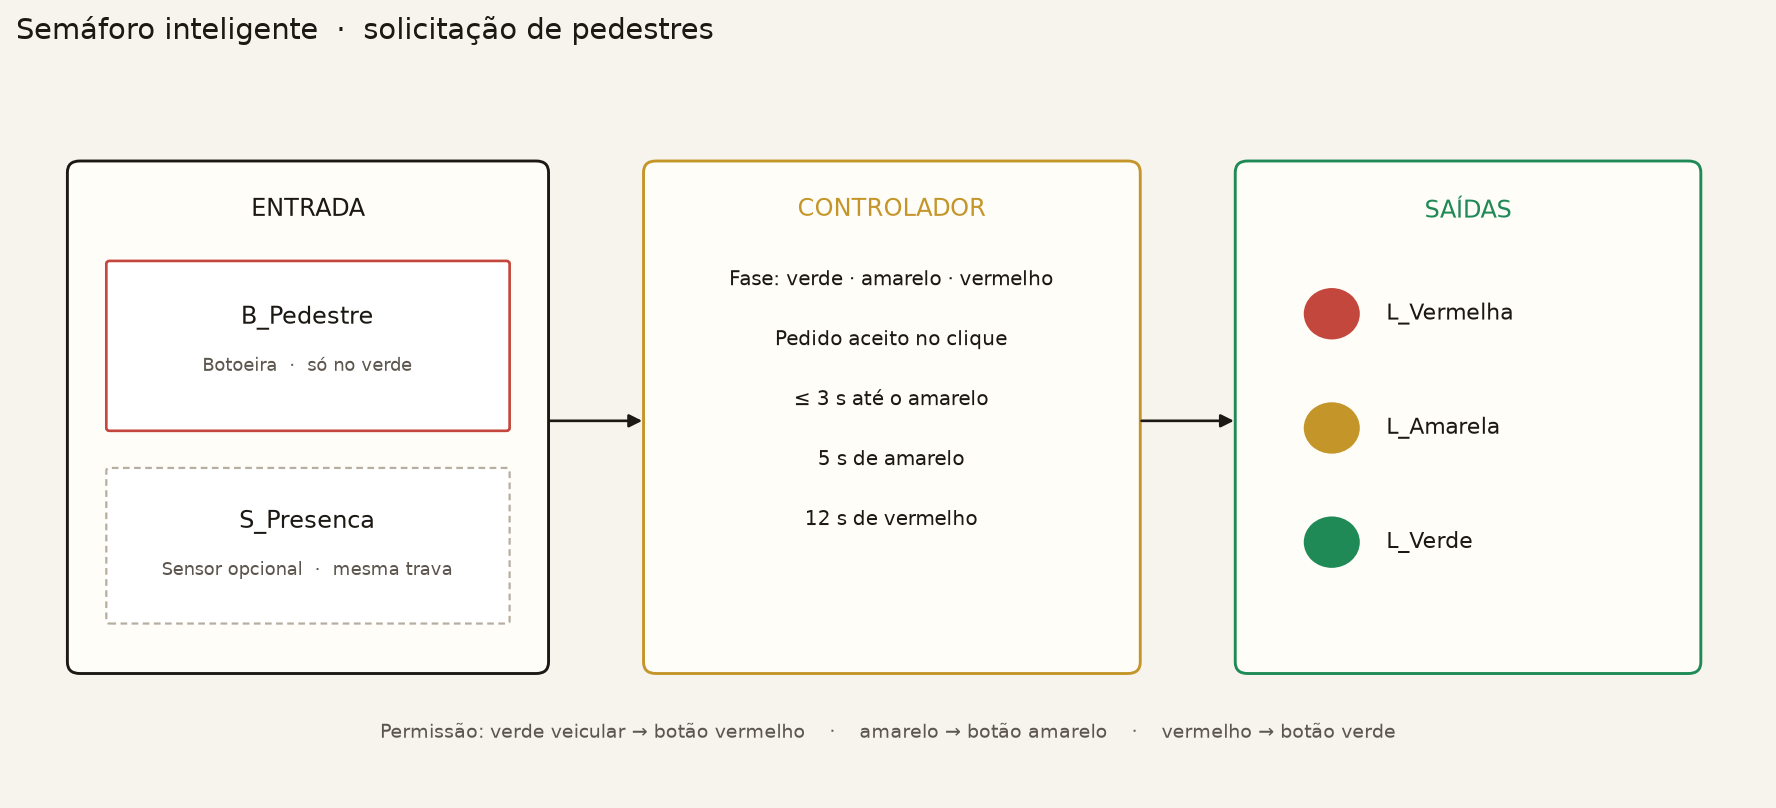 Semáforo inteligente · solicitação de pedestres
ENTRADA
B_Pedestre
Botoeira · só no verde
S_Presenca
Sensor opcional · mesma trava
CONTROLADOR
Fase: verde · amarelo · vermelho
Pedido aceito no clique
≤ 3 s até o amarelo
5 s de amarelo
12 s de vermelho
SAÍDAS
L_Vermelha
L_Amarela
L_Verde
Permissão: verde veicular → botão vermelho · amarelo → botão amarelo · vermelho → botão verde